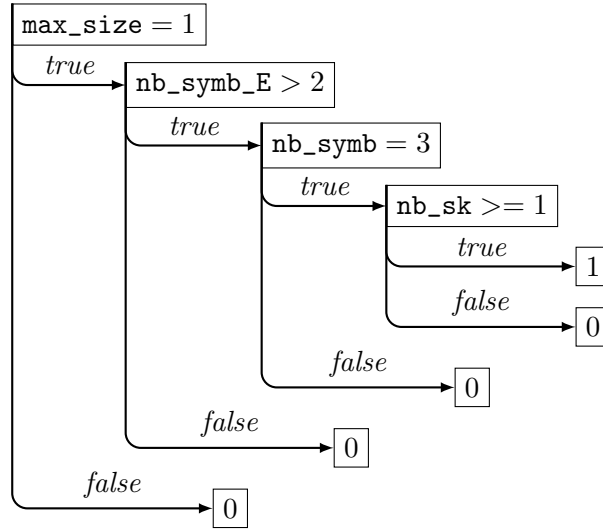 max_size = 1
true
nb_symb_E > 2
true
nb_symb = 3
true
nb_sk >= 1
true
1
false
0
false
0
false
0
false
0